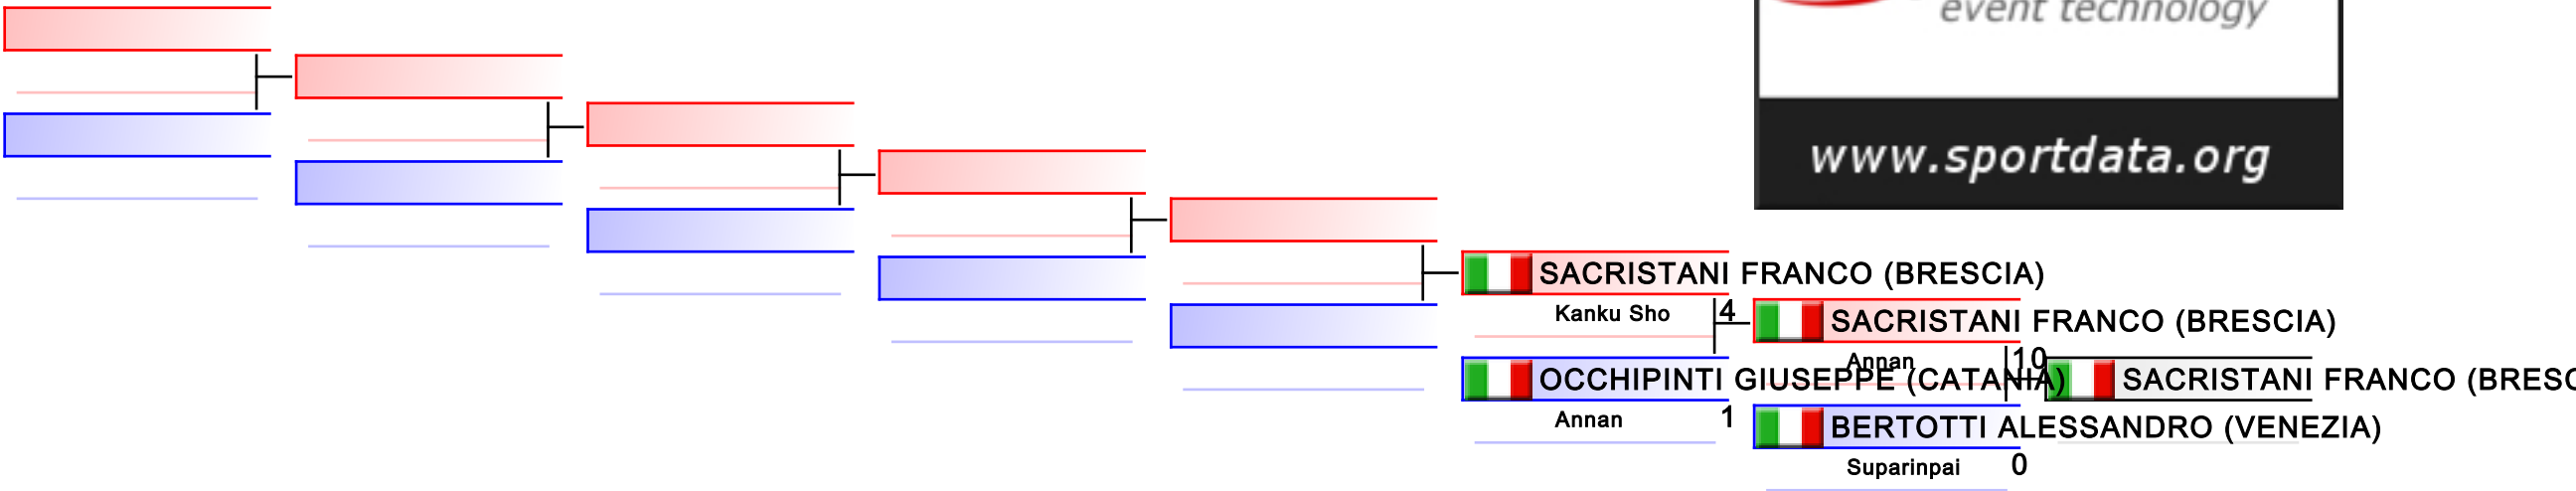 event technology
www.sportdata.org
SACRISTANI FRANCO (BRESCIA)
Kanku Sho
4
SACRISTANI FRANCO (BRESCIA)
Annan
10
OCCHIPINTI GIUSEPPE (CATANIA)
SACRISTANI FRANCO (BRESC
Annan
1
BERTOTTI ALESSANDRO (VENEZIA)
Suparinpai
0